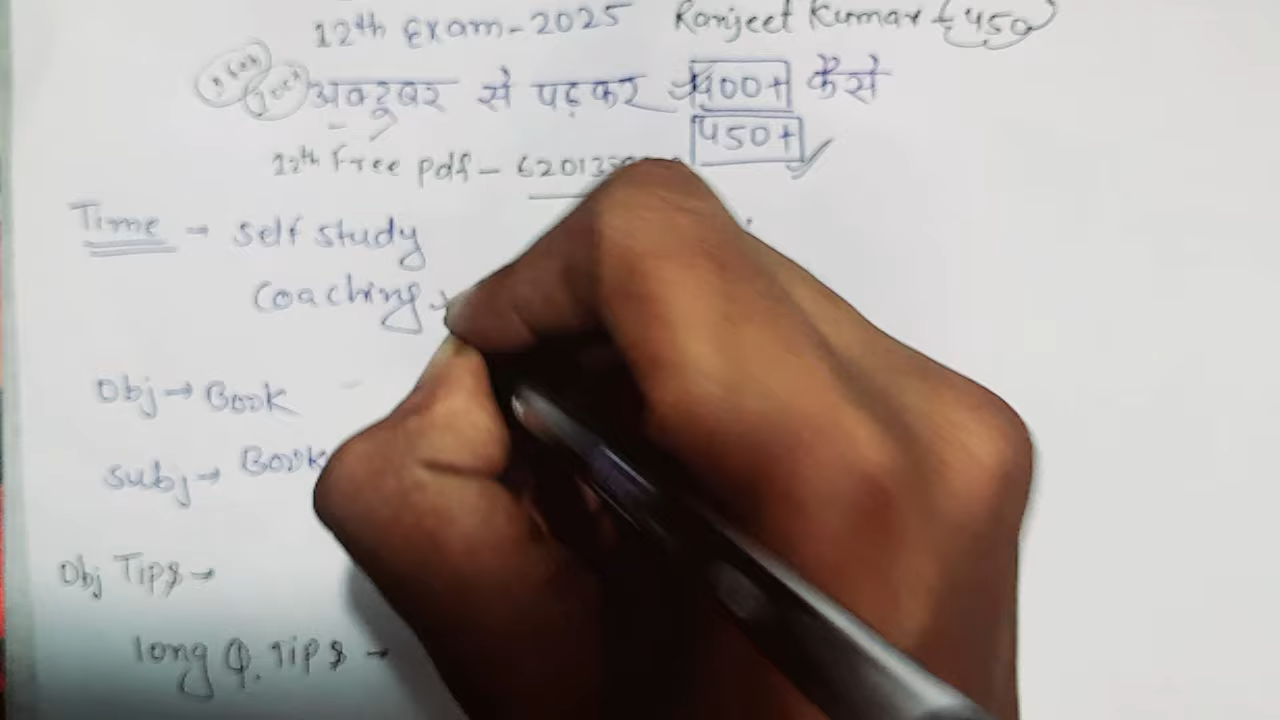 12th Exam-2025 Ranjeet Kumar (450)
अक्टूबर से पढ़कर 400+ कैसे
450+
12th Free pdf - 62013
Time → self study
Coaching →
Obj → Book
Subj → Book
Obj Tips →
long Q. Tips →